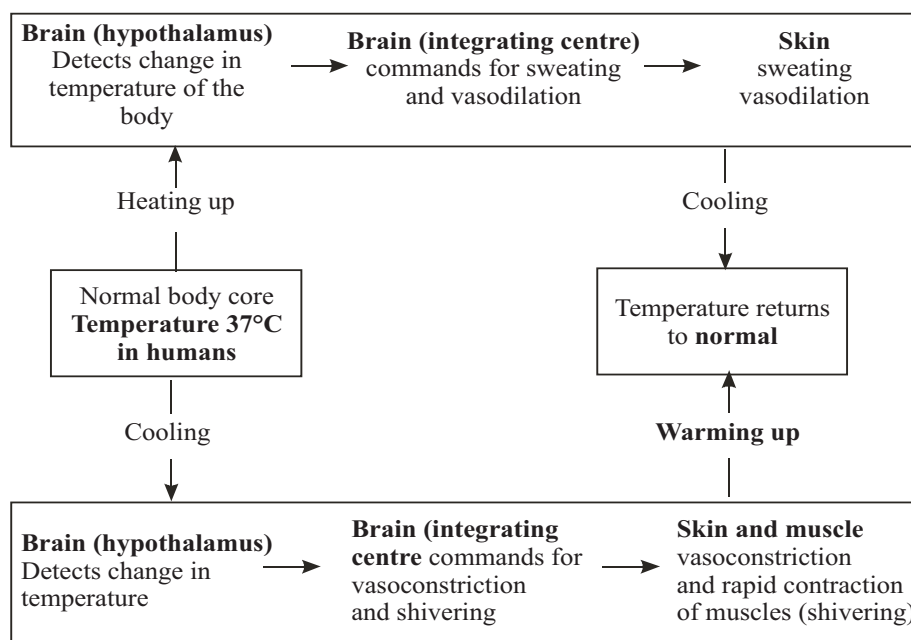 Brain (hypothalamus)
Detects change in
temperature of the
body
Brain (integrating centre)
commands for sweating
and vasodilation
Skin
sweating
vasodilation
Heating up
Cooling
Normal body core
Temperature 37°C
in humans
Temperature returns
to normal
Cooling
Warming up
Brain (hypothalamus)
Detects change in
temperature
Brain (integrating
centre commands for
vasoconstriction
and shivering
Skin and muscle
vasoconstriction
and rapid contraction
of muscles (shivering)